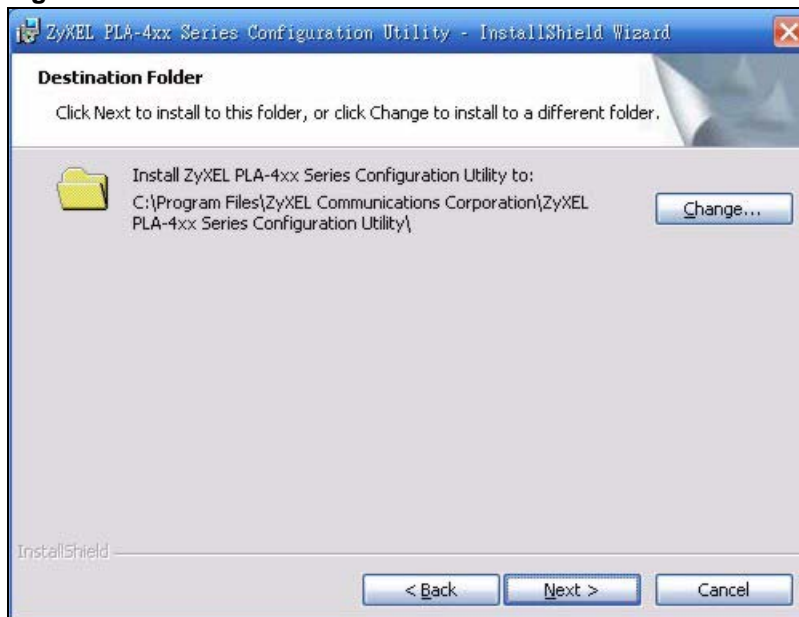 ZyXEL PLA-4xx Series Configuration Utility - InstallShield Wizard
Destination Folder
Click Next to install to this folder, or click Change to install to a different folder.
Install ZyXEL PLA-4xx Series Configuration Utility to:
C:\Program Files\ZyXEL Communications Corporation\ZyXEL
PLA-4xx Series Configuration Utility\
Change...
InstallShield
< Back
Next >
Cancel